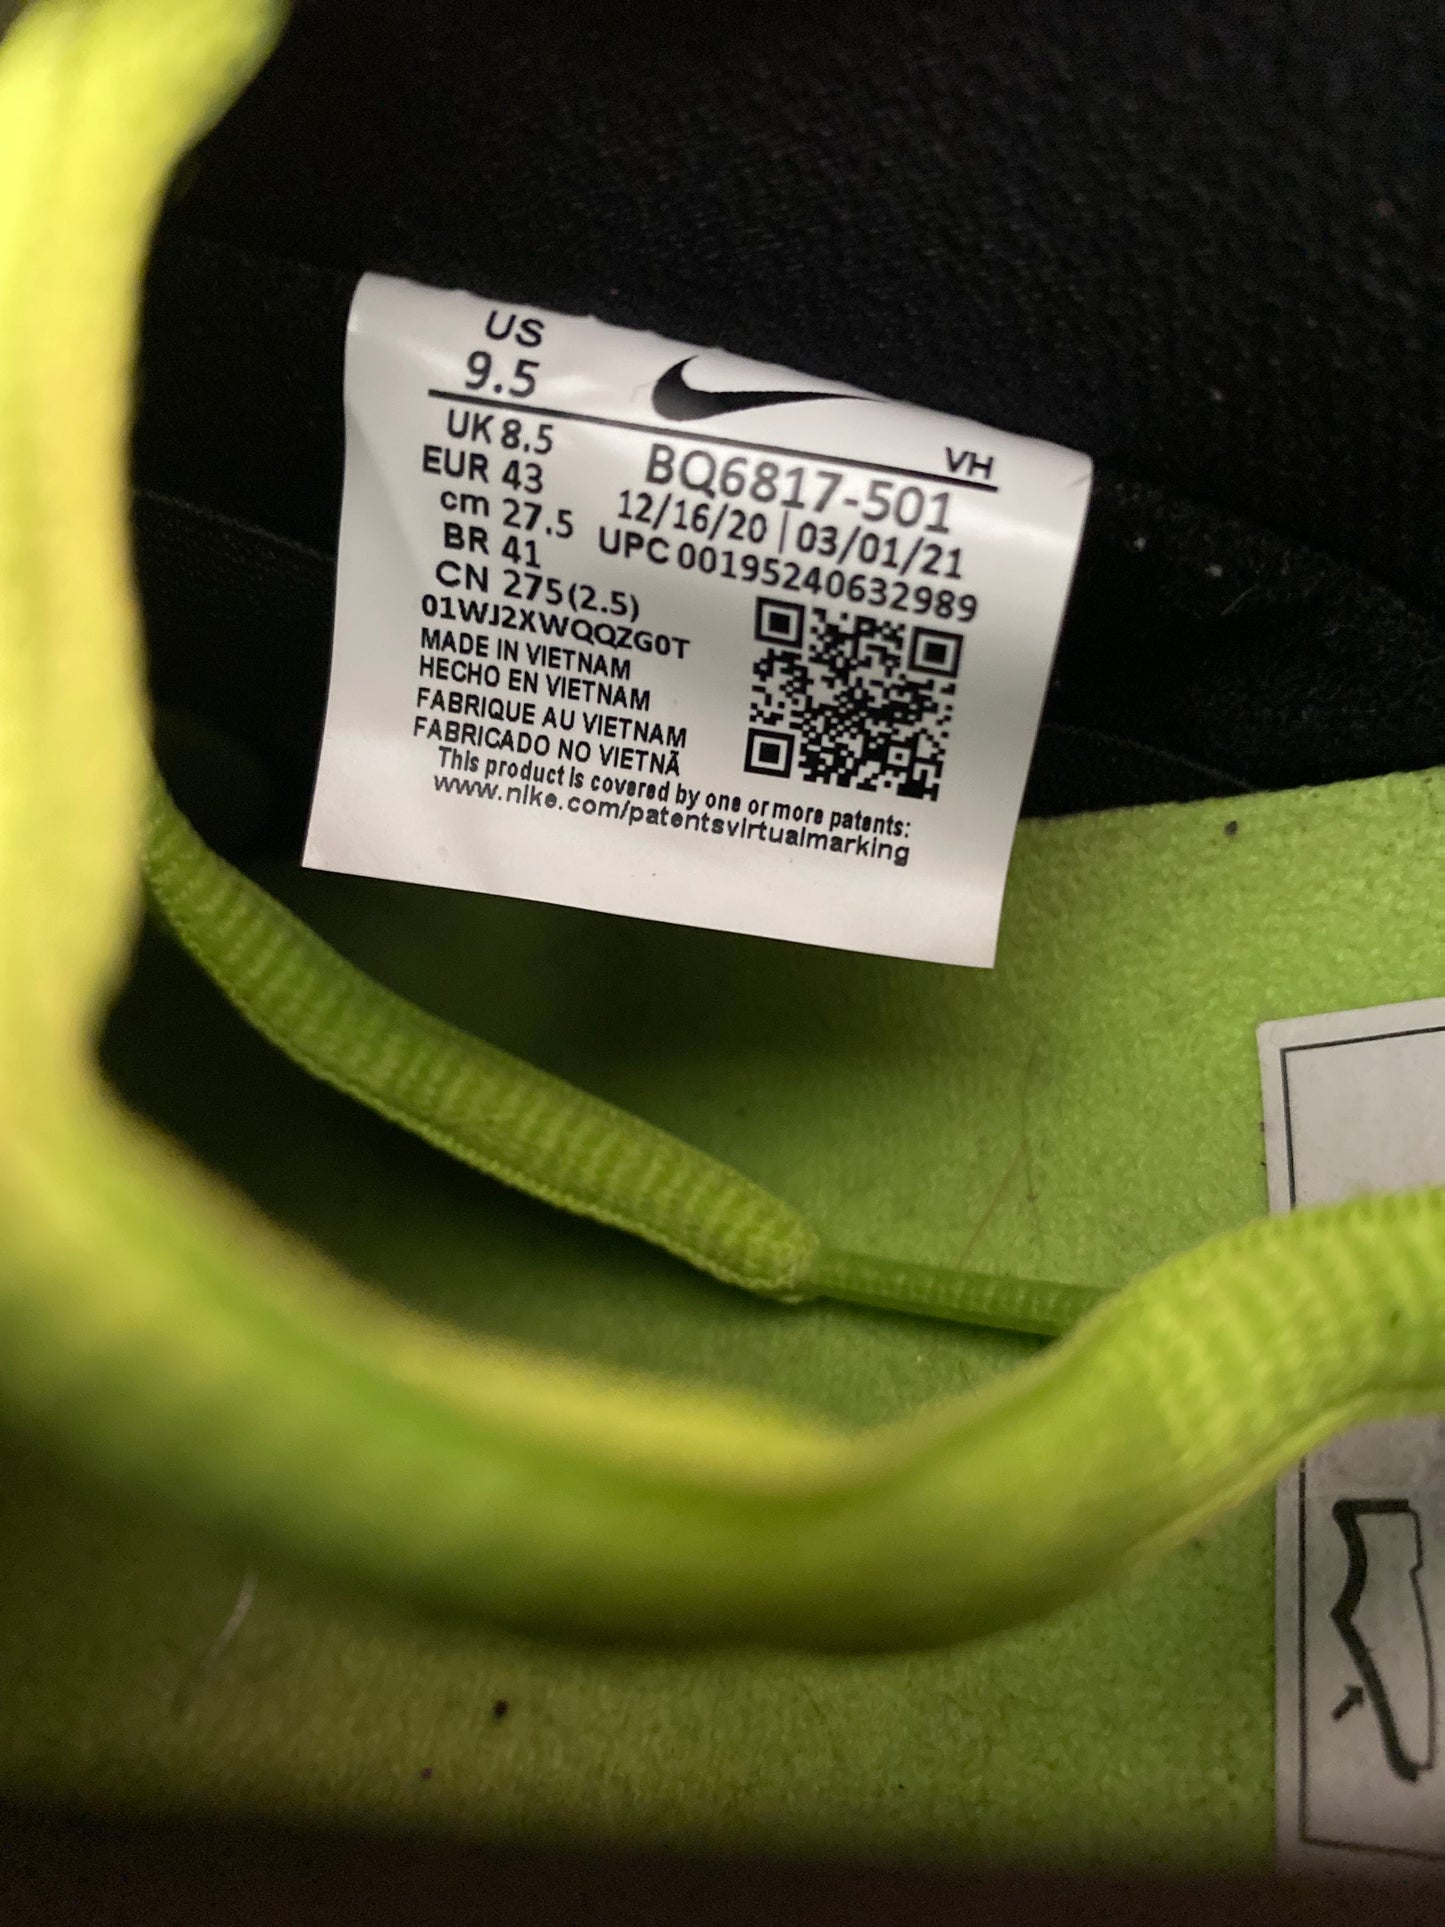 US
9.5
VH
UK 8.5
BQ6817-501
EUR 43
12/16/20 | 03/01/21
cm 27.5
UPC 00195240632989
BR 41
CN 275(2.5)
01WJ2XWQQZG0T
MADE IN VIETNAM
HECHO EN VIETNAM
FABRIQUE AU VIETNAM
FABRICADO NO VIETNÃ
This product is covered by one or more patents:
www.nike.com/patentsvirtualmarking